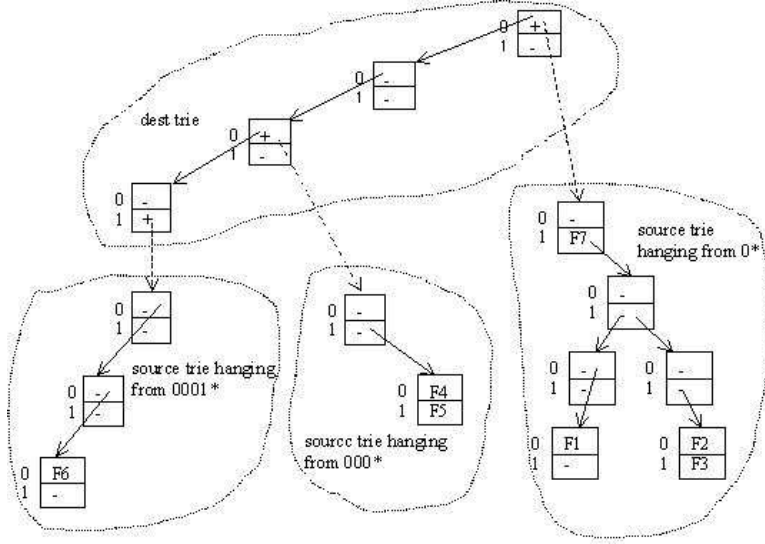 0 +
1 -
0 -
1 -
dest trie
0 +
1 -
0 -
1 +
0 -
1 F7
source trie
hanging
from 0*
0 -
1 -
0 -
1 -
0 -
1 -
source trie hanging
from 0001*
0 -
1 -
0 -
1 -
0 -
1 -
0 F4
1 F5
sourcc trie hanging
from 000*
0 F6
1 -
0 F1
1 -
0 F2
1 F3